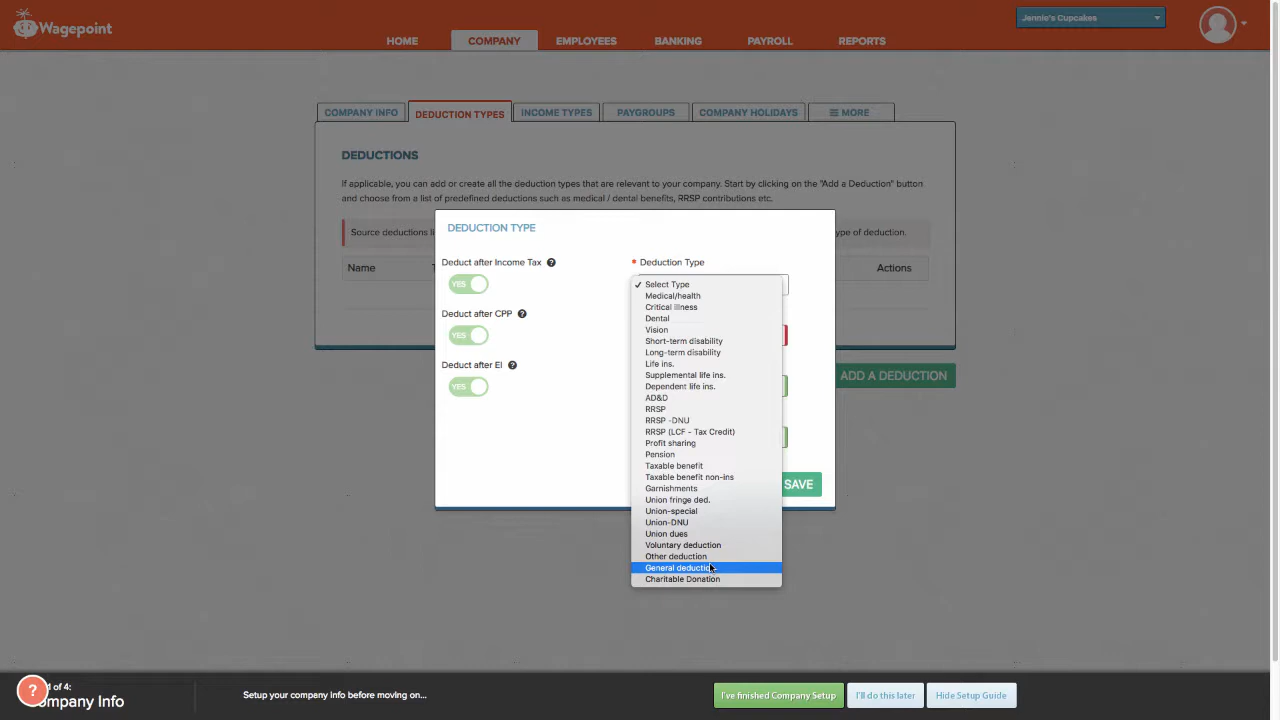 Wagepoint
Jennie's Cupcakes
HOME COMPANY EMPLOYEES BANKING PAYROLL REPORTS
COMPANY INFO DEDUCTION TYPES INCOME TYPES PAYGROUPS COMPANY HOLIDAYS MORE
DEDUCTIONS
If applicable, you can add or create all the deduction types that are relevant to your company. Start by clicking on the "Add a Deduction" button
and choose from a list of predefined deductions such as medical / dental benefits, RRSP contributions etc.
DEDUCTION TYPE
Source deductions ype of deduction.
Deduct after Income Tax ?
* Deduction Type
Name Actions
YES
✓ Select Type
Medical/health
Critical illness
Deduct after CPP ?
Dental
Vision
YES
Short-term disability
Long-term disability
Deduct after EI ?
Life ins.
Supplemental life ins.
ADD A DEDUCTION
YES
Dependent life ins.
AD&D
RRSP
RRSP -DNU
RRSP (LCF - Tax Credit)
Profit sharing
Pension
Taxable benefit
Taxable benefit non-ins
SAVE
Garnishments
Union fringe ded.
Union-special
Union-DNU
Union dues
Voluntary deduction
Other deduction
General deduction
Charitable Donation
?
1 of 4:
ompany Info
Setup your company info before moving on...
I've finished Company Setup
I'll do this later
Hide Setup Guide